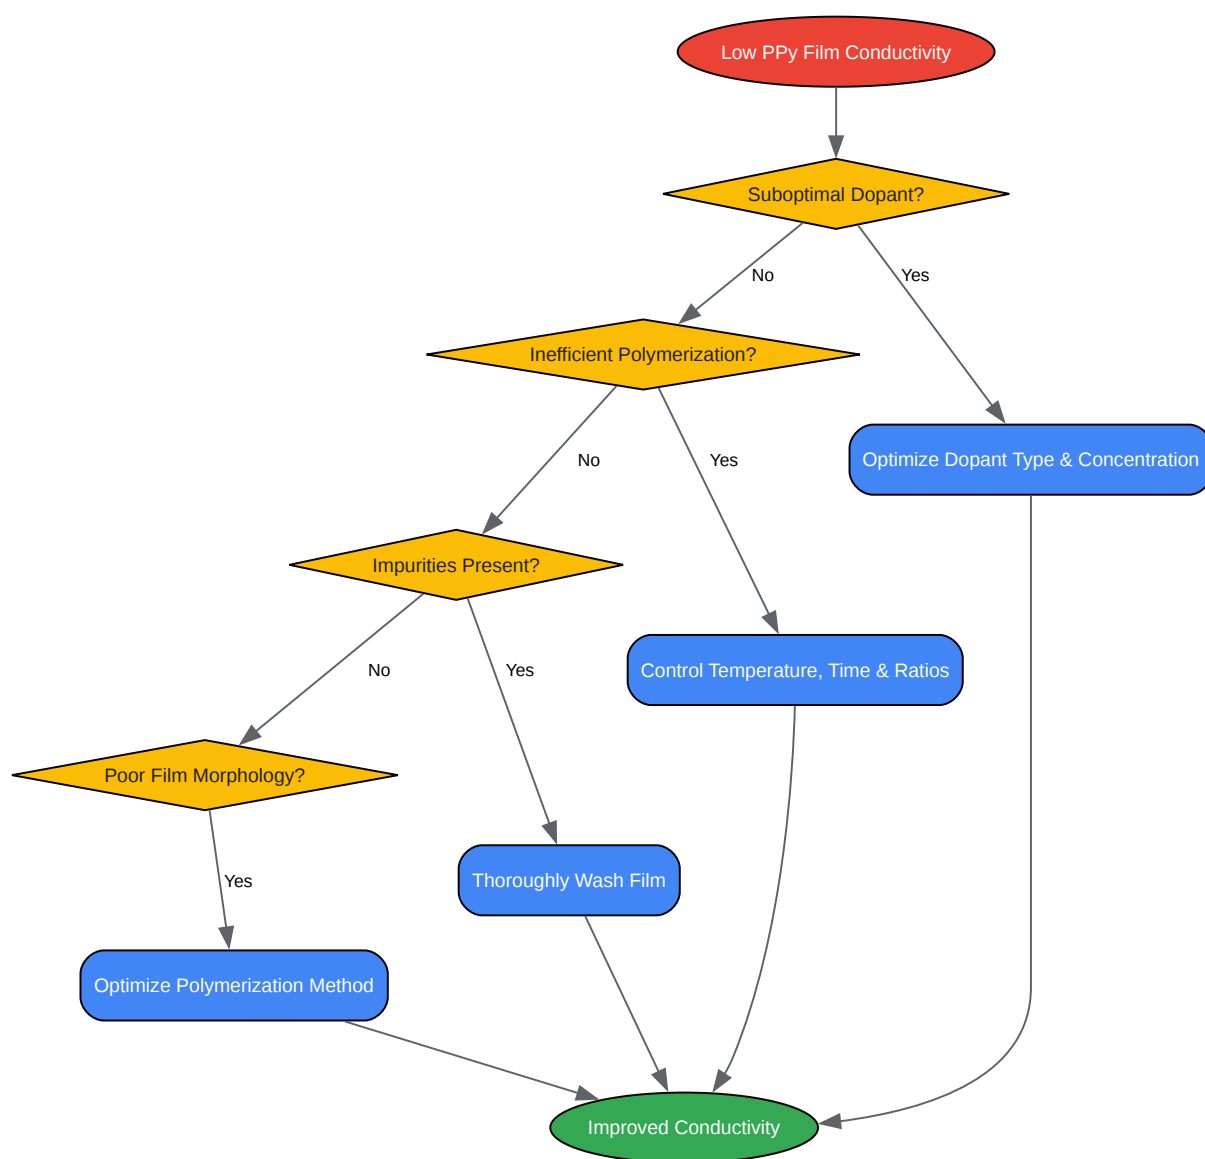 Low PPy Film Conductivity
Suboptimal Dopant?
No
Yes
Inefficient Polymerization?
Optimize Dopant Type & Concentration
No
Yes
Impurities Present?
Control Temperature, Time & Ratios
No
Yes
Poor Film Morphology?
Thoroughly Wash Film
Yes
Optimize Polymerization Method
Improved Conductivity